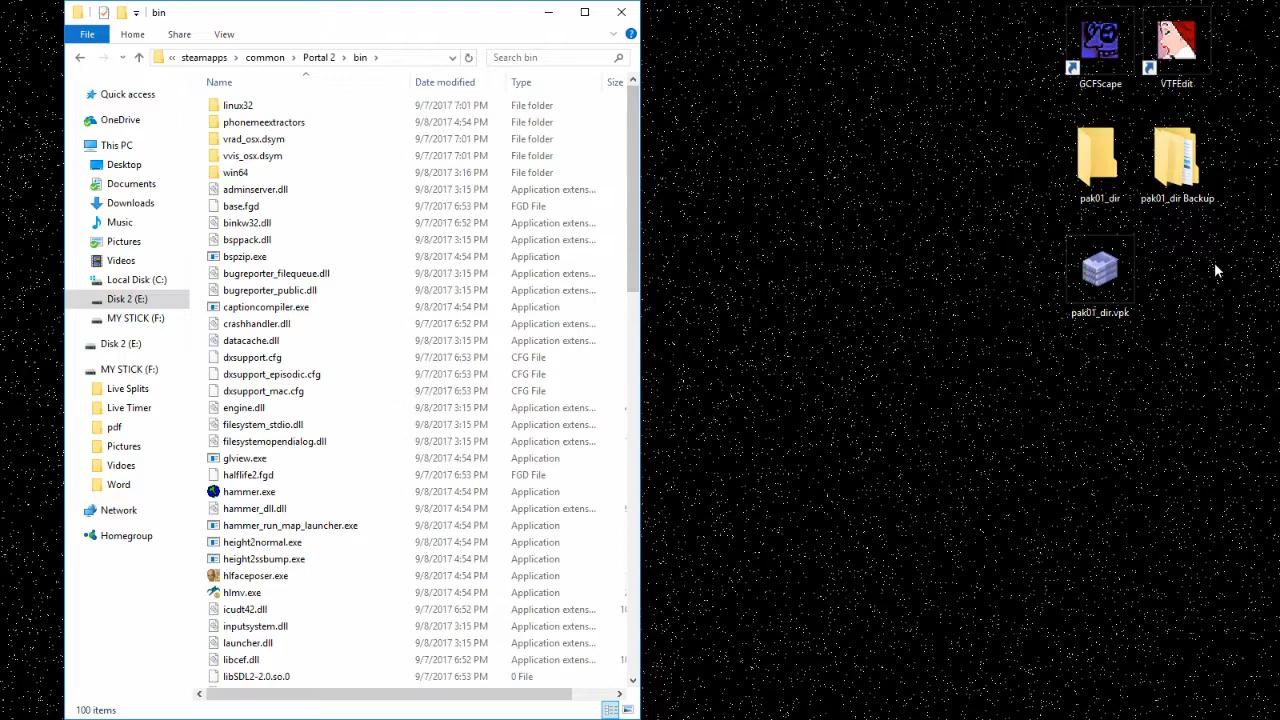 bin
File Home Share View
« steamapps › common › Portal 2 › bin › Search bin
Name Date modified Type Size
Quick access
OneDrive
This PC
Desktop
Documents
Downloads
Music
Pictures
Videos
Local Disk (C:)
Disk 2 (E:)
MY STICK (F:)
Disk 2 (E:)
MY STICK (F:)
Live Splits
Live Timer
pdf
Pictures
Vidoes
Word
Network
Homegroup
linux32 9/7/2017 7:01 PM File folder
phonemeextractors 9/8/2017 4:54 PM File folder
vrad_osx.dsym 9/7/2017 7:01 PM File folder
vvis_osx.dsym 9/7/2017 7:01 PM File folder
win64 9/8/2017 3:16 PM File folder
adminserver.dll 9/8/2017 3:15 PM Application extens...
base.fgd 9/7/2017 6:53 PM FGD File
binkw32.dll 9/7/2017 6:52 PM Application extens...
bsppack.dll 9/8/2017 3:15 PM Application extens...
bspzip.exe 9/8/2017 4:54 PM Application
bugreporter_filequeue.dll 9/8/2017 3:15 PM Application extens...
bugreporter_public.dll 9/8/2017 3:15 PM Application extens...
captioncompiler.exe 9/8/2017 4:54 PM Application
crashhandler.dll 9/7/2017 6:52 PM Application extens...
datacache.dll 9/8/2017 3:15 PM Application extens...
dxsupport.cfg 9/7/2017 6:53 PM CFG File
dxsupport_episodic.cfg 9/7/2017 6:53 PM CFG File
dxsupport_mac.cfg 9/7/2017 6:53 PM CFG File
engine.dll 9/8/2017 3:15 PM Application extens...
filesystem_stdio.dll 9/8/2017 3:15 PM Application extens...
filesystemopendialog.dll 9/8/2017 3:15 PM Application extens...
glview.exe 9/8/2017 4:54 PM Application
halflife2.fgd 9/7/2017 6:53 PM FGD File
hammer.exe 9/8/2017 4:54 PM Application
hammer_dll.dll 9/8/2017 4:54 PM Application extens...
hammer_run_map_launcher.exe 9/8/2017 4:54 PM Application
height2normal.exe 9/8/2017 4:54 PM Application
height2ssbump.exe 9/8/2017 4:54 PM Application
hlfaceposer.exe 9/8/2017 4:54 PM Application
hlmv.exe 9/8/2017 4:54 PM Application
icudt42.dll 9/7/2017 6:52 PM Application extens... 10
inputsystem.dll 9/8/2017 3:15 PM Application extens...
launcher.dll 9/8/2017 3:15 PM Application extens...
libcef.dll 9/7/2017 6:52 PM Application extens...
libSDL2-2.0.so.0 9/7/2017 6:53 PM 0 File
100 items
GCFScape
VTFEdit
pak01_dir
pak01_dir Backup
pak01_dir.vpk